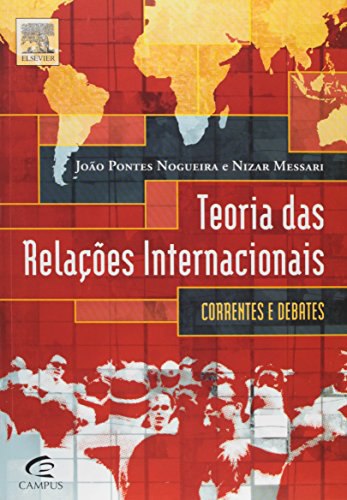 ELSEVIER
João Pontes Nogueira e Nizar Messari
Teoria das
Relações Internacionais
CORRENTES E DEBATES
CAMPUS